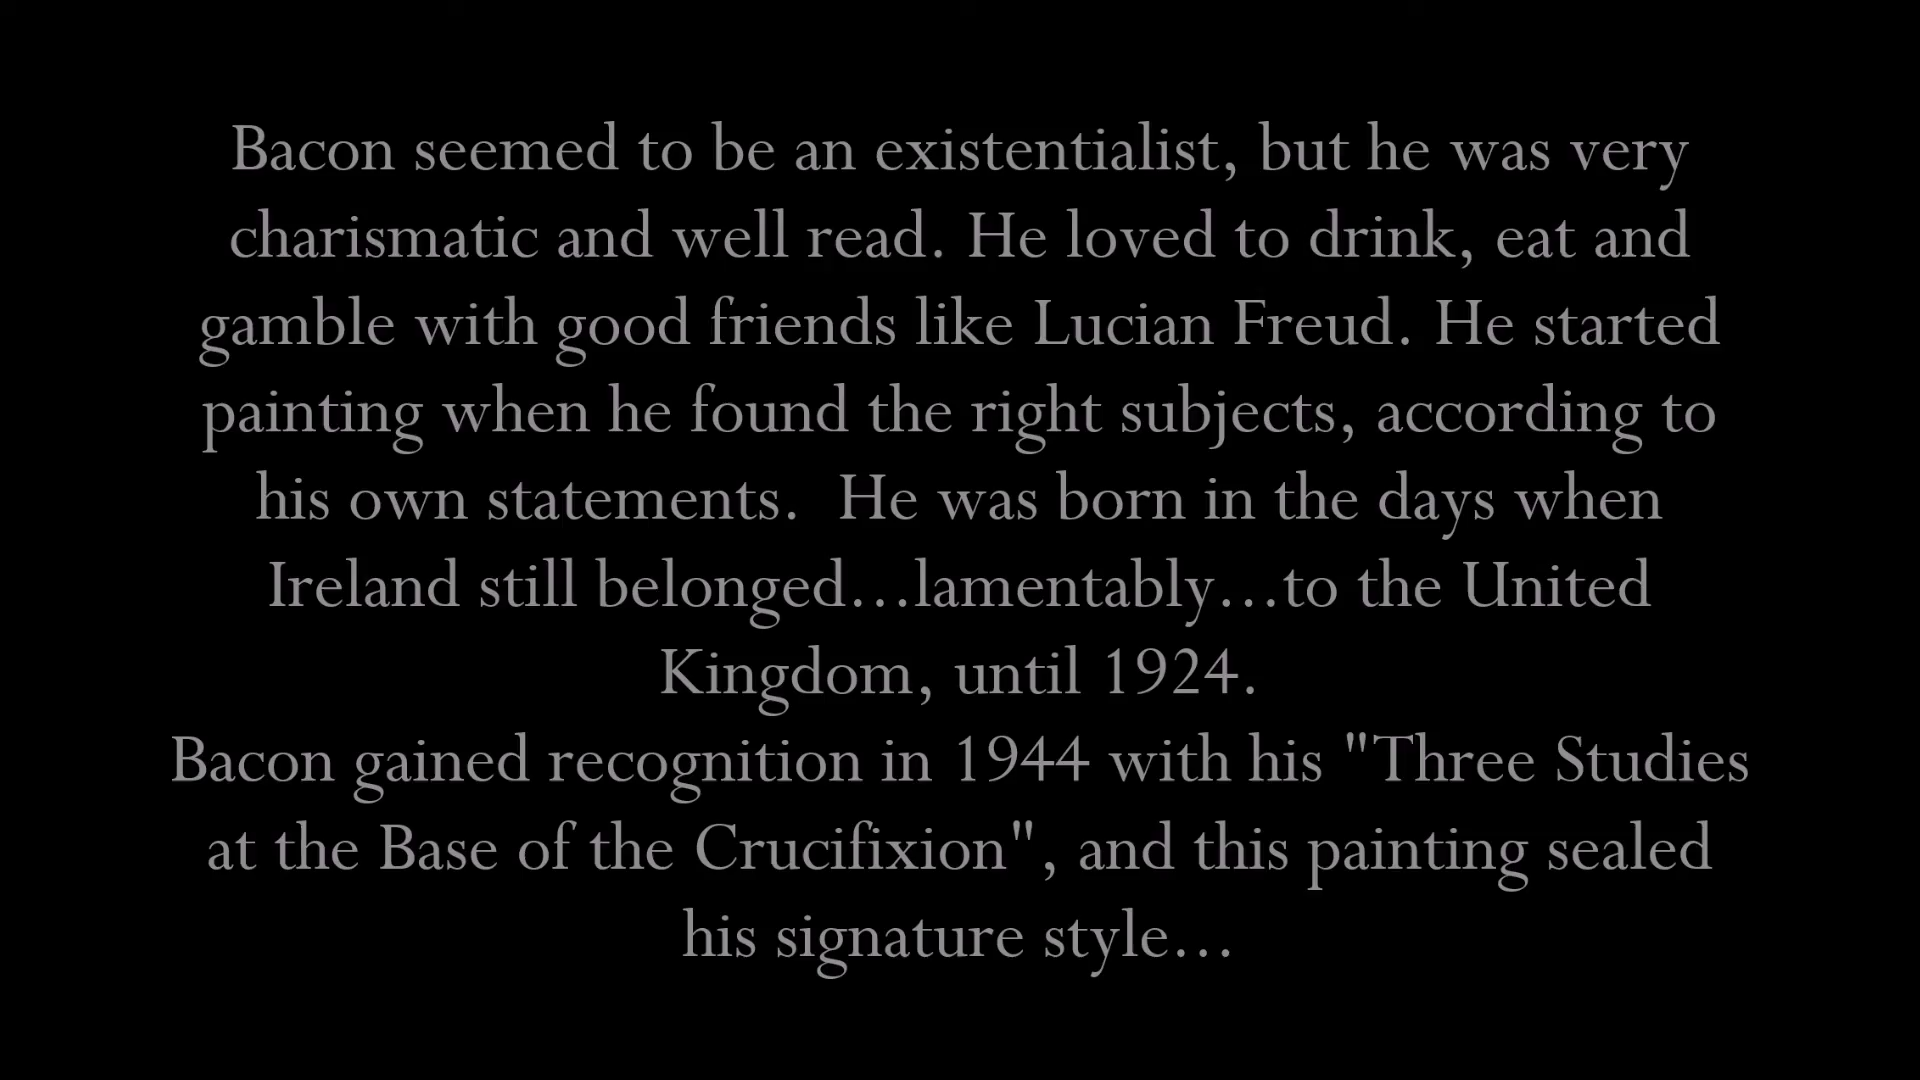 Bacon seemed to be an existentialist, but he was very
charismatic and well read. He loved to drink, eat and
gamble with good friends like Lucian Freud. He started
painting when he found the right subjects, according to
his own statements.  He was born in the days when
Ireland still belonged...lamentably...to the United
Kingdom, until 1924.
Bacon gained recognition in 1944 with his "Three Studies
at the Base of the Crucifixion", and this painting sealed
his signature style...